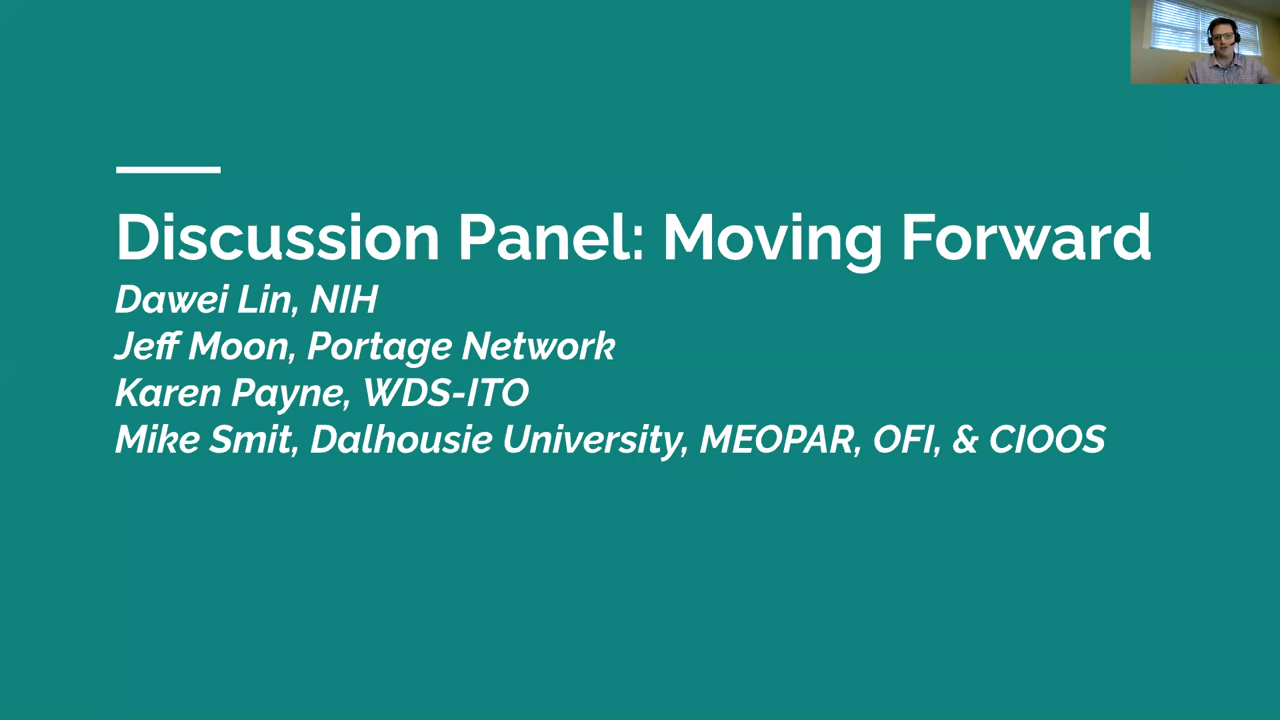 Discussion Panel: Moving Forward
Dawei Lin, NIH
Jeff Moon, Portage Network
Karen Payne, WDS-ITO
Mike Smit, Dalhousie University, MEOPAR, OFI, & CIOOS